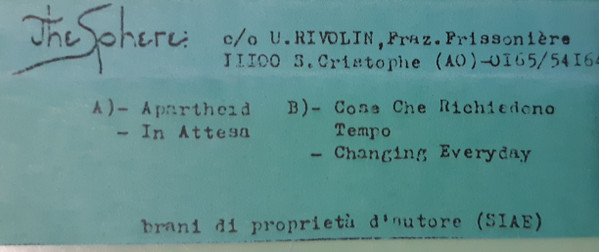 The Sphere: c/o U.RIVOLIN, Fraz.Frissonière
11100 S.Cristophe (AO)-0165/54164
A)- Apartheid B)- Cose Che Richiedono
- In Attesa Tempo
- Changing Everyday
brani di proprietà d'autore (SIAE)